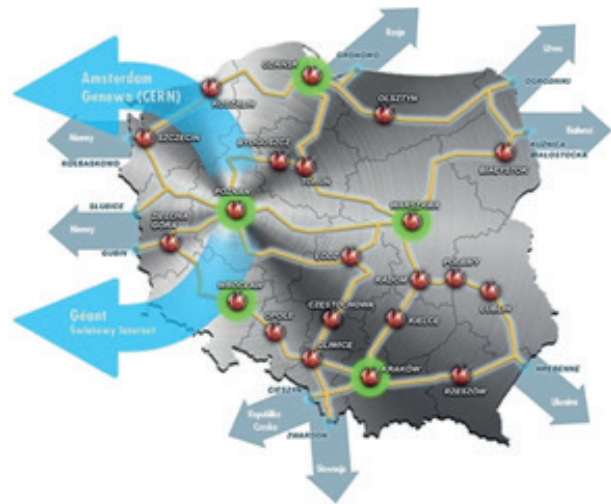 Rosja
GRONOWO
Litwa
OGRODNIKI
GDAŃSK
Amsterdam
Genewa (CERN)
KOSZALIN
OLSZTYN
Białoruś
KUŹNICA
BIAŁOSTOCKA
Niemcy
KOŁBASKOWO
SZCZECIN
BYDGOSZCZ
TORUŃ
BIAŁYSTOK
POZNAŃ
WARSZAWA
SŁUBICE
ZIELONA
GÓRA
Niemcy
GUBIN
ŁÓDŹ
RADOM
PUŁAWY
LUBLIN
WROCŁAW
CZĘSTOCHOWA
KIELCE
Géant
Światowy Internet
OPOLE
GLIWICE
KRAKÓW
RZESZÓW
HREBENNE
Ukraina
CIESZYN
Republika
Czeska
ZWARDOŃ
Słowacja